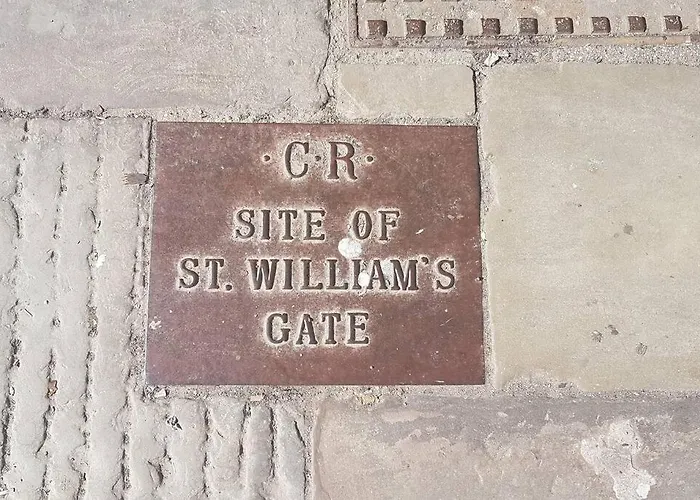 ·C·R·
SITE OF
ST. WILLIAM'S
GATE